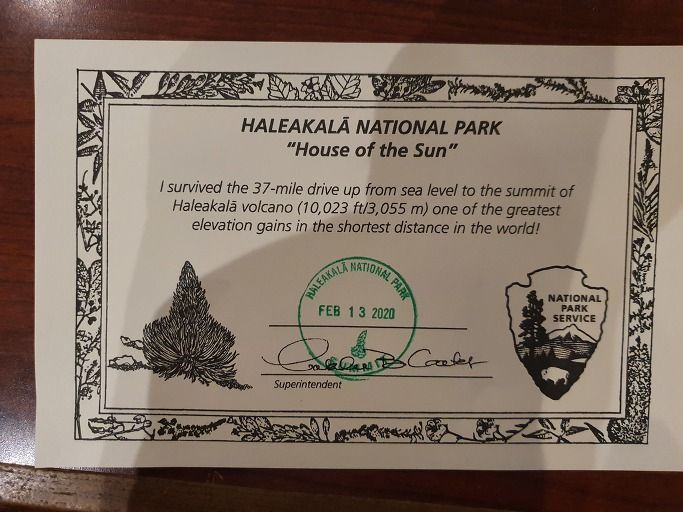 HALEAKALĀ NATIONAL PARK
“House of the Sun”
I survived the 37-mile drive up from sea level to the summit of
Haleakalā volcano (10,023 ft/3,055 m) one of the greatest
elevation gains in the shortest distance in the world!
HALEAKALĀ NATIONAL PARK
FEB 13 2020
SUMMIT
Superintendent
NATIONAL
PARK
SERVICE